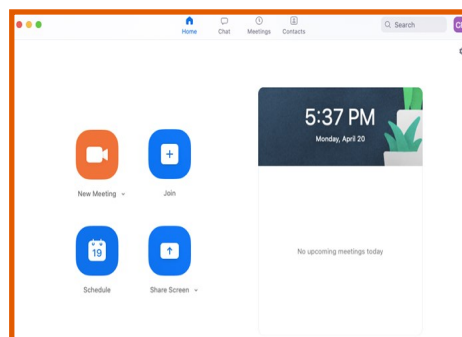 Home
Chat
Meetings
Contacts
Search
5:37 PM
Monday, April 20
New Meeting
Join
19
Schedule
Share Screen
No upcoming meetings today